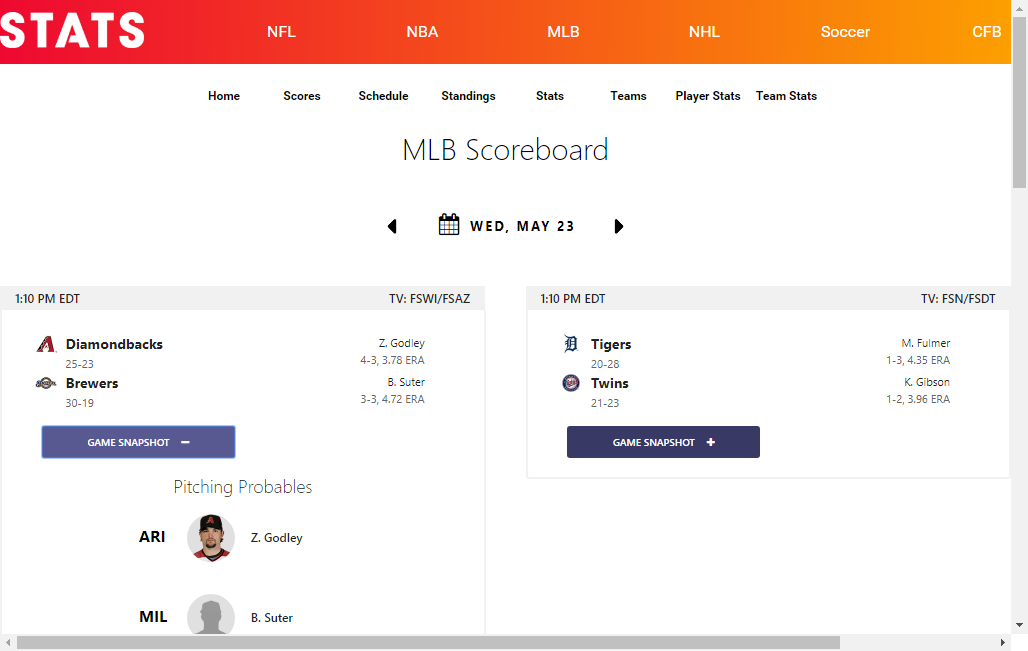 STATS NFL NBA MLB NHL Soccer CFB
Home Scores Schedule Standings Stats Teams Player Stats Team Stats
MLB Scoreboard
WED, MAY 23
1:10 PM EDT TV: FSWI/FSAZ
Diamondbacks Z. Godley
25-23 4-3, 3.78 ERA
Brewers B. Suter
30-19 3-3, 4.72 ERA
GAME SNAPSHOT
Pitching Probables
ARI Z. Godley
MIL B. Suter
1:10 PM EDT TV: FSN/FSDT
Tigers M. Fulmer
20-28 1-3, 4.35 ERA
Twins K. Gibson
21-23 1-2, 3.96 ERA
GAME SNAPSHOT +